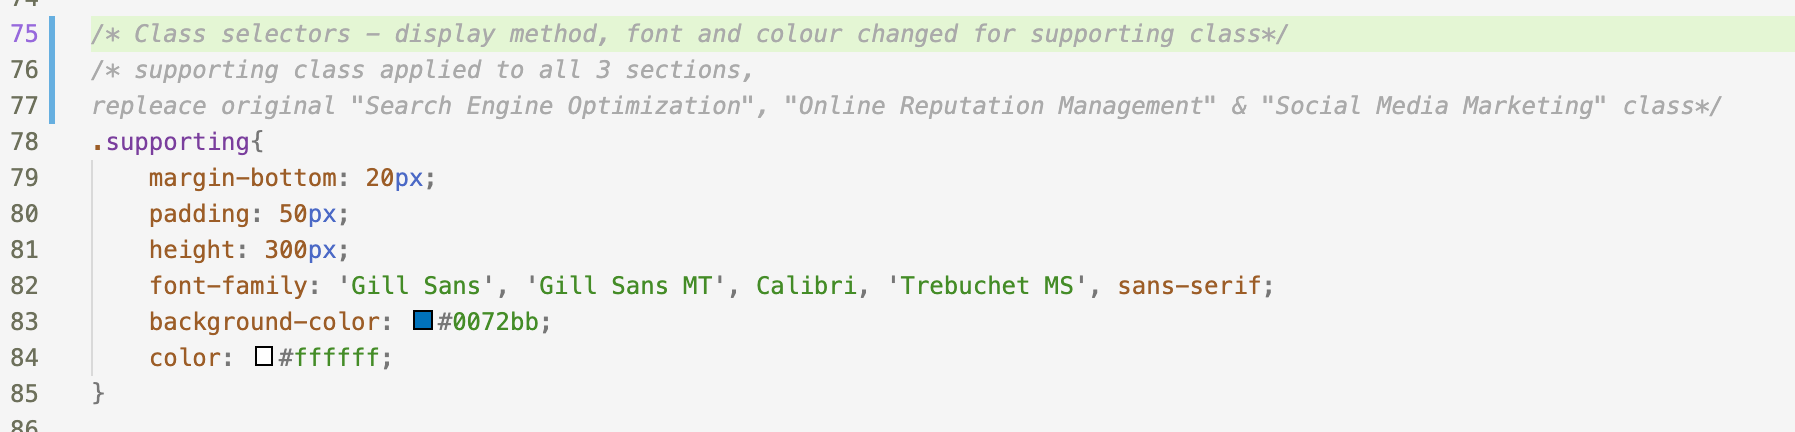 74
75 /* Class selectors – display method, font and colour changed for supporting class*/
76 /* supporting class applied to all 3 sections,
77 repleace original "Search Engine Optimization", "Online Reputation Management" & "Social Media Marketing" class*/
78 .supporting{
79 margin-bottom: 20px;
80 padding: 50px;
81 height: 300px;
82 font-family: 'Gill Sans', 'Gill Sans MT', Calibri, 'Trebuchet MS', sans-serif;
83 background-color: #0072bb;
84 color: #ffffff;
85 }
86